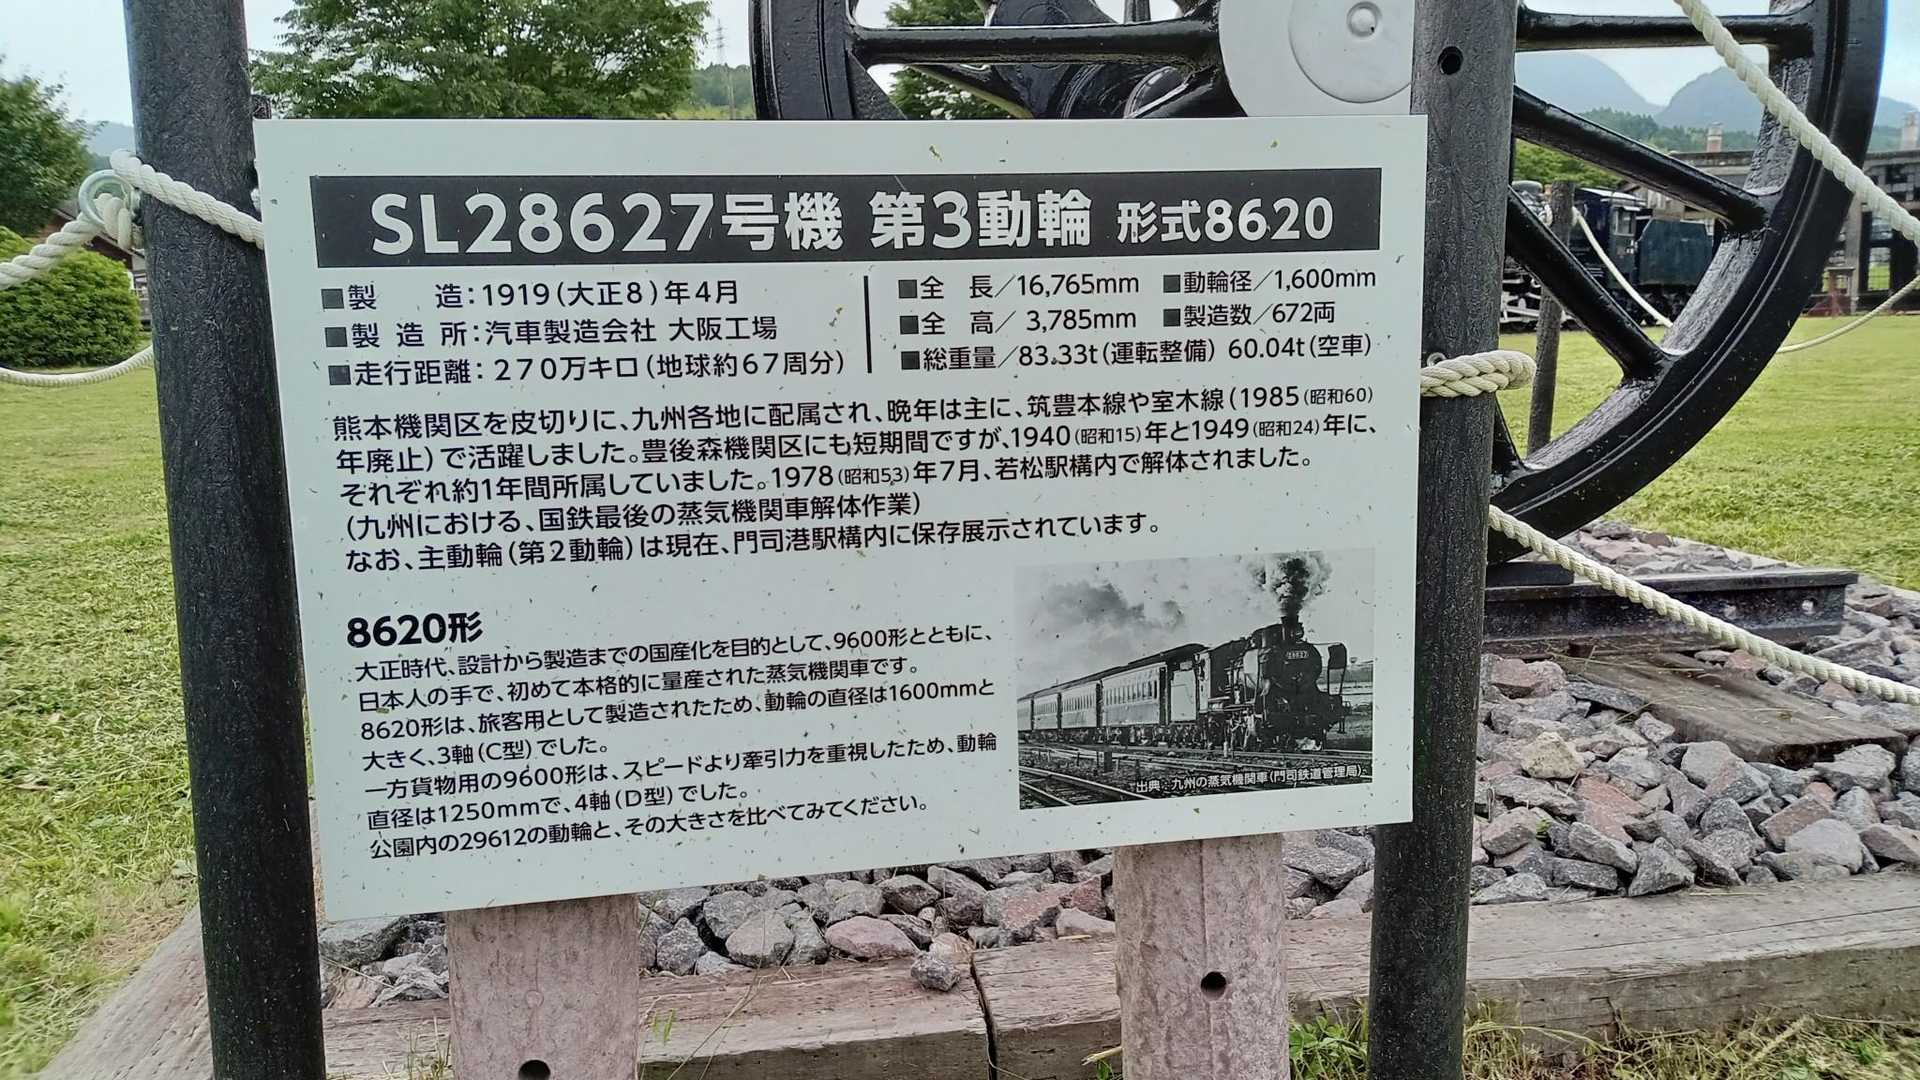 SL28627号機 第3動輪 形式8620
■製　造：1919（大正8）年4月
■製造所：汽車製造会社 大阪工場
■走行距離：270万キロ（地球約67周分）
■全　長／16,765mm ■動輪径／1,600mm
■全　高／3,785mm ■製造数／672両
■総重量／83.33t（運転整備） 60.04t（空車）
熊本機関区を皮切りに、九州各地に配属され、晩年は主に、筑豊本線や室木線（1985（昭和60）
年廃止）で活躍しました。豊後森機関区にも短期間ですが、1940（昭和15）年と1949（昭和24）年に、
それぞれ約1年間所属していました。1978（昭和53）年7月、若松駅構内で解体されました。
（九州における、国鉄最後の蒸気機関車解体作業）
なお、主動輪（第2動輪）は現在、門司港駅構内に保存展示されています。
8620形
大正時代、設計から製造までの国産化を目的として、9600形とともに、
日本人の手で、初めて本格的に量産された蒸気機関車です。
8620形は、旅客用として製造されたため、動輪の直径は1600mmと
大きく、3軸（C型）でした。
一方貨物用の9600形は、スピードより牽引力を重視したため、動輪
直径は1250mmで、4軸（D型）でした。
公園内の29612の動輪と、その大きさを比べてみてください。
28627
出典：九州の蒸気機関車（門司鉄道管理局）